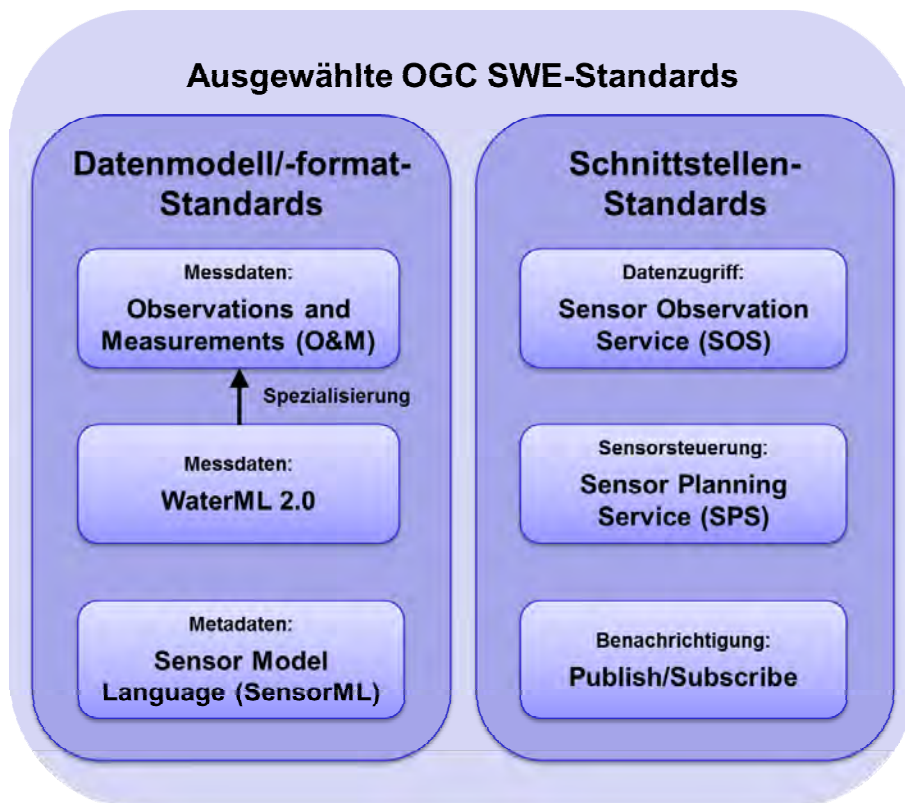 Ausgewählte OGC SWE-Standards
Datenmodell/-format-
Standards
Messdaten:
Observations and
Measurements (O&M)
Spezialisierung
Messdaten:
WaterML 2.0
Metadaten:
Sensor Model
Language (SensorML)
Schnittstellen-
Standards
Datenzugriff:
Sensor Observation
Service (SOS)
Sensorsteuerung:
Sensor Planning
Service (SPS)
Benachrichtigung:
Publish/Subscribe